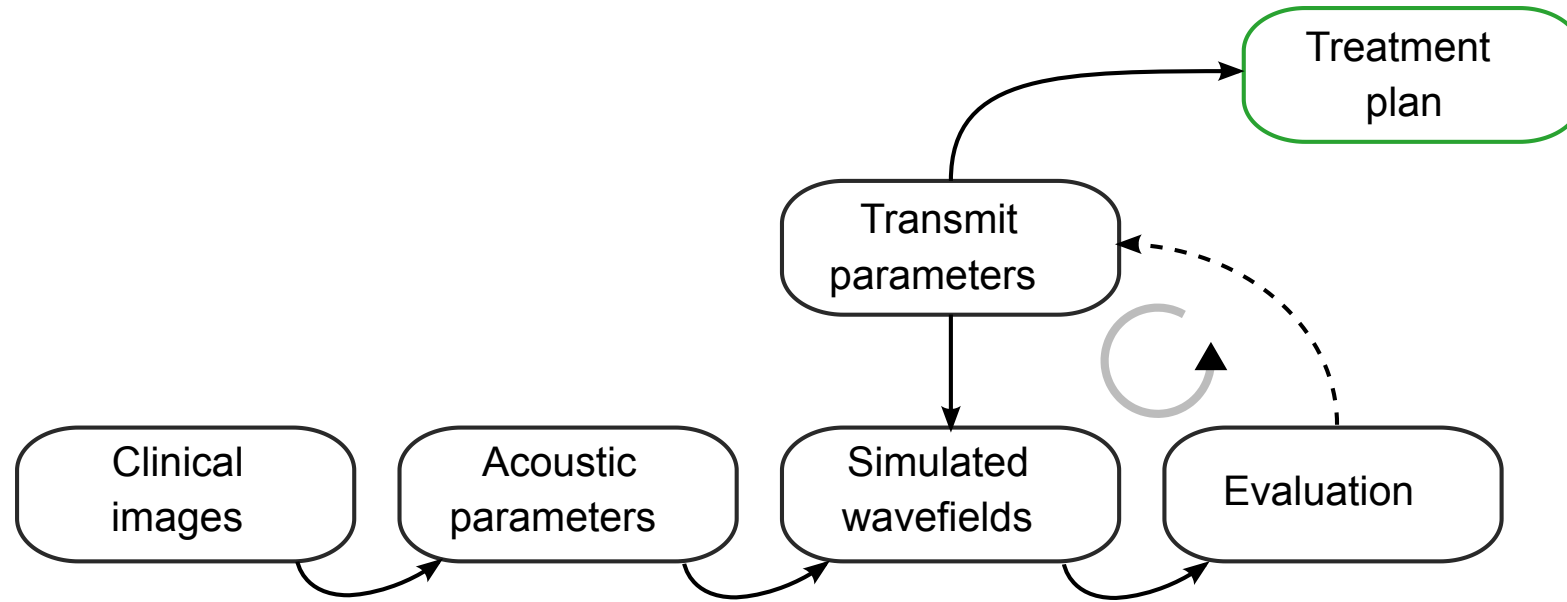 Treatment
plan
Transmit
parameters
Clinical
images
Acoustic
parameters
Simulated
wavefields
Evaluation